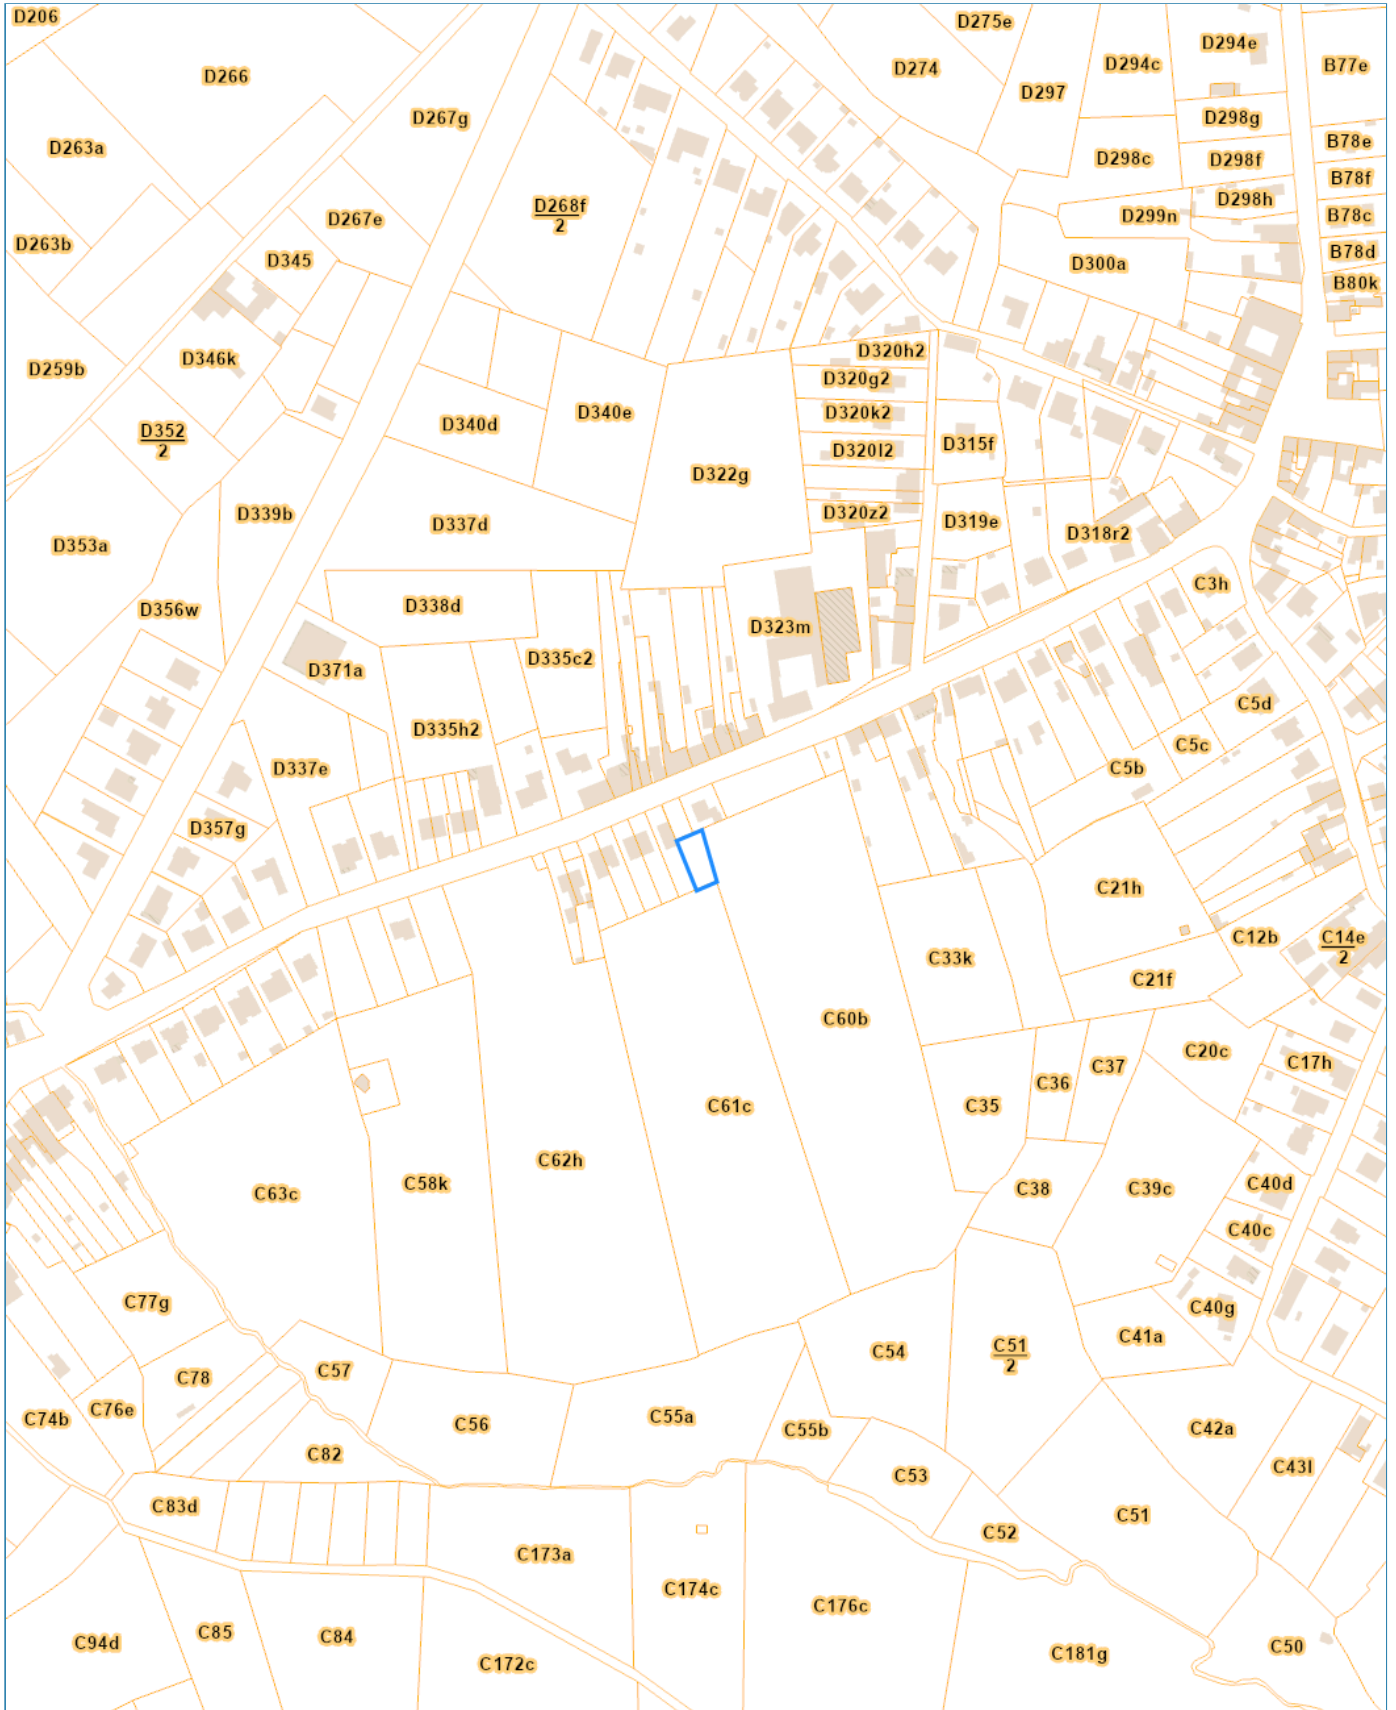 D206
D275e
D294e
D266
D274
D294c
B77e
D297
D267g
D298g
D263a
B78e
D298c
D298f
B78f
D268f
2
D267e
D299n
D298h
B78c
D263b
D345
D300a
B78d
B80k
D259b
D346k
D320h2
D320g2
D340e
D320k2
D340d
D352
2
D320l2
D315f
D322g
D339b
D337d
D320z2
D319e
D318r2
D353a
D356w
D338d
C3h
D323m
D335c2
D371a
D335h2
C5d
C5c
D337e
C5b
D357g
C21h
C12b
C14e
2
C33k
C21f
C60b
C20c
C17h
C37
C36
C61c
C35
C62h
C58k
C63c
C38
C39c
C40d
C40c
C77g
C40g
C41a
C54
C51
2
C57
C78
C76e
C74b
C56
C55a
C55b
C42a
C82
C53
C43l
C83d
C52
C51
C173a
C174c
C176c
C94d
C85
C84
C172c
C181g
C50